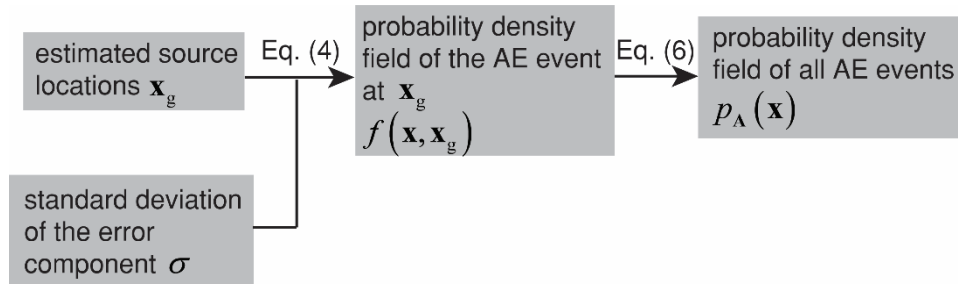 estimated source
locations x_g
Eq. (4)
probability density
field of the AE event
at x_g
f(x, x_g)
Eq. (6)
probability density
field of all AE events
p_A(x)
standard deviation
of the error
component σ